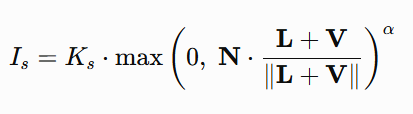 I_s = K_s · max(0, N · (L + V) / ‖L + V‖)^α